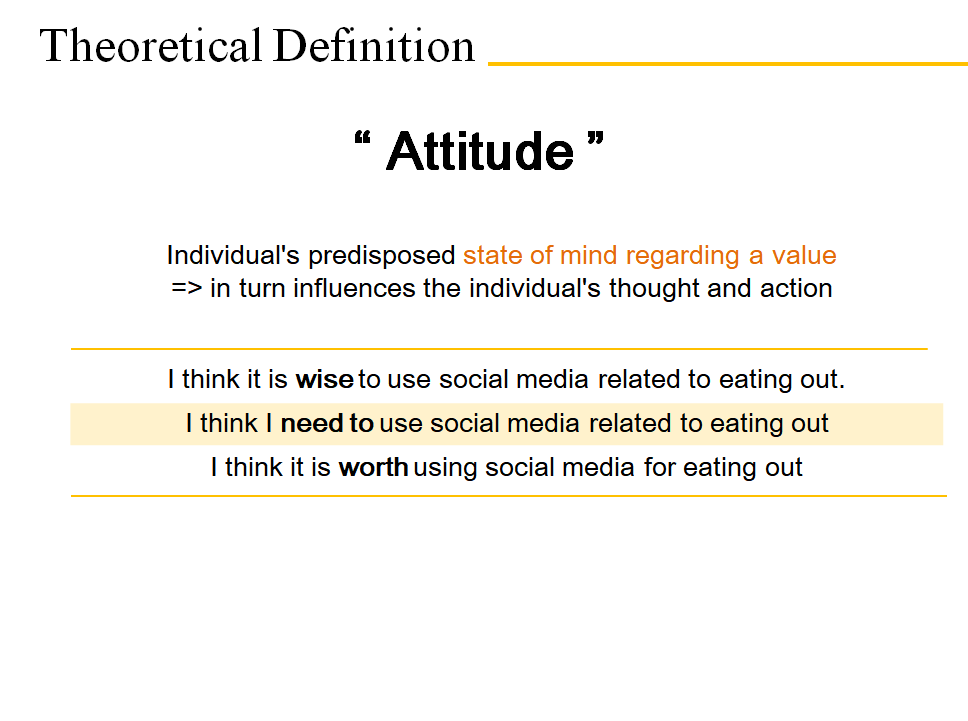 Theoretical Definition
“ Attitude ”
Individual's predisposed state of mind regarding a value
=> in turn influences the individual's thought and action
I think it is wise to use social media related to eating out.
I think I need to use social media related to eating out
I think it is worth using social media for eating out